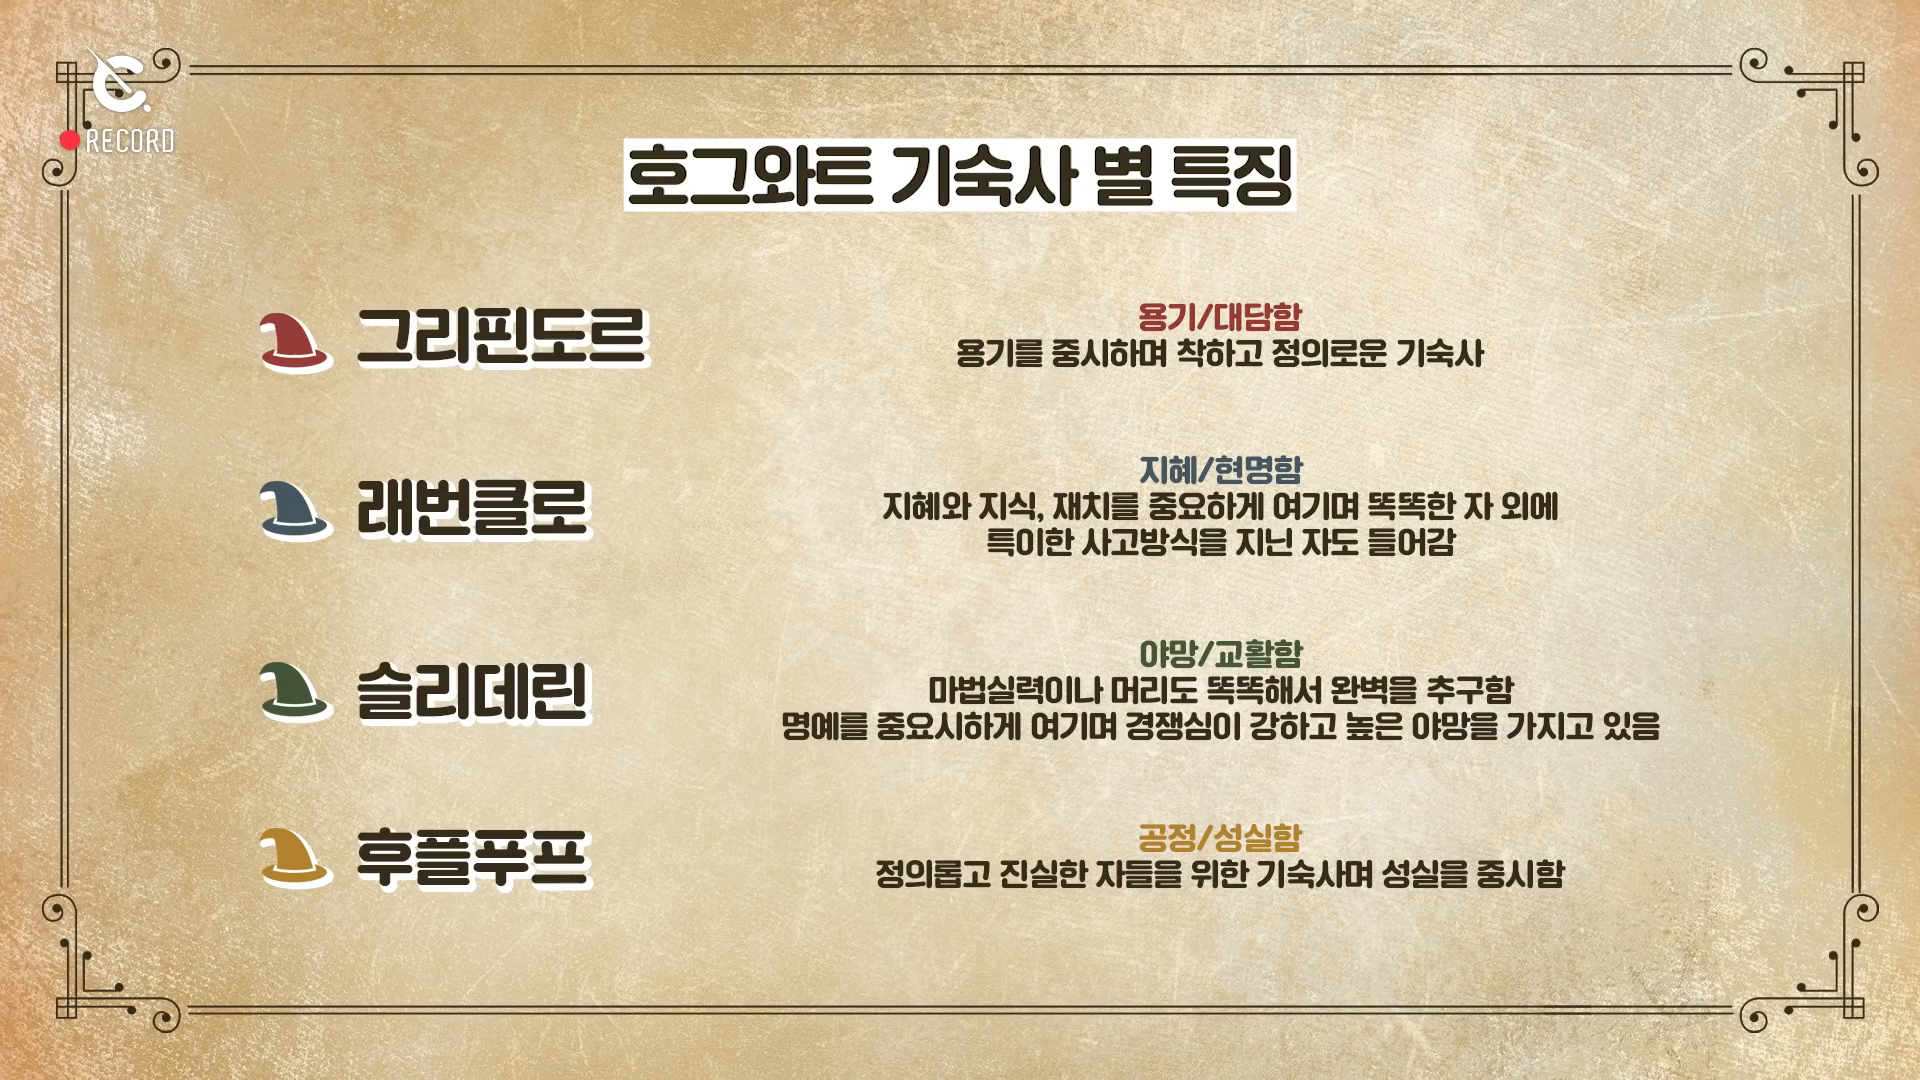 C.
RECORD
호그와트 기숙사 별 특징
그리핀도르
용기/대담함
용기를 중시하며 착하고 정의로운 기숙사
래번클로
지혜/현명함
지혜와 지식, 재치를 중요하게 여기며 똑똑한 자 외에
특이한 사고방식을 지닌 자도 들어감
슬리데린
야망/교활함
마법실력이나 머리도 똑똑해서 완벽을 추구함
명예를 중요시하게 여기며 경쟁심이 강하고 높은 야망을 가지고 있음
후플푸프
공정/성실함
정의롭고 진실한 자들을 위한 기숙사며 성실을 중시함